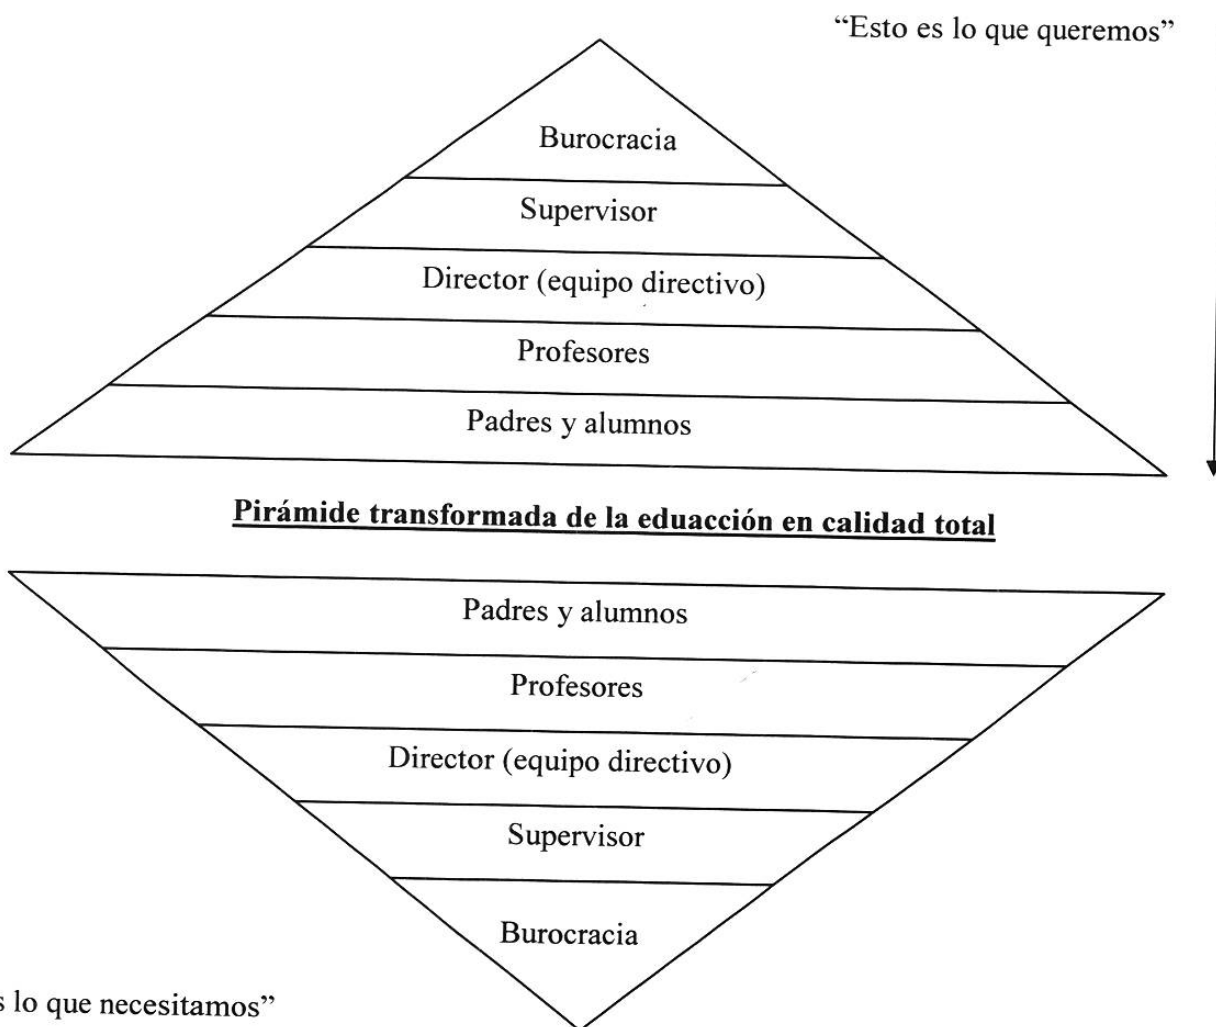 “Esto es lo que queremos”
Burocracia
Supervisor
Director (equipo directivo)
Profesores
Padres y alumnos
Pirámide transformada de la eduacción en calidad total
Padres y alumnos
Profesores
Director (equipo directivo)
Supervisor
Burocracia
lo que necesitamos”